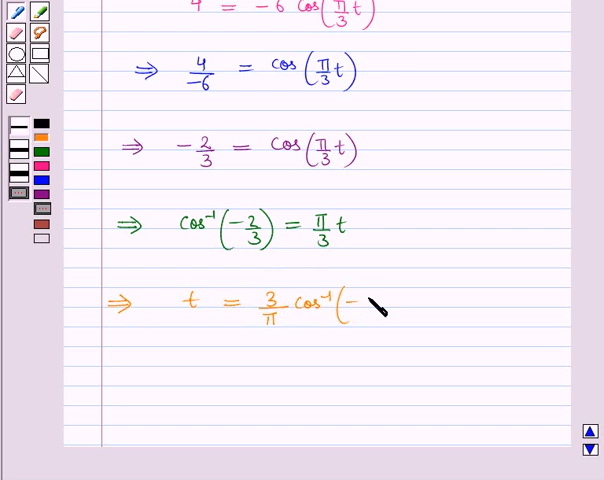 4 = -6 cos(π/3 t)
⇒ 4/-6 = cos(π/3 t)
⇒ -2/3 = cos(π/3 t)
⇒ cos⁻¹(-2/3) = π/3 t
⇒ t = 3/π cos⁻¹(-